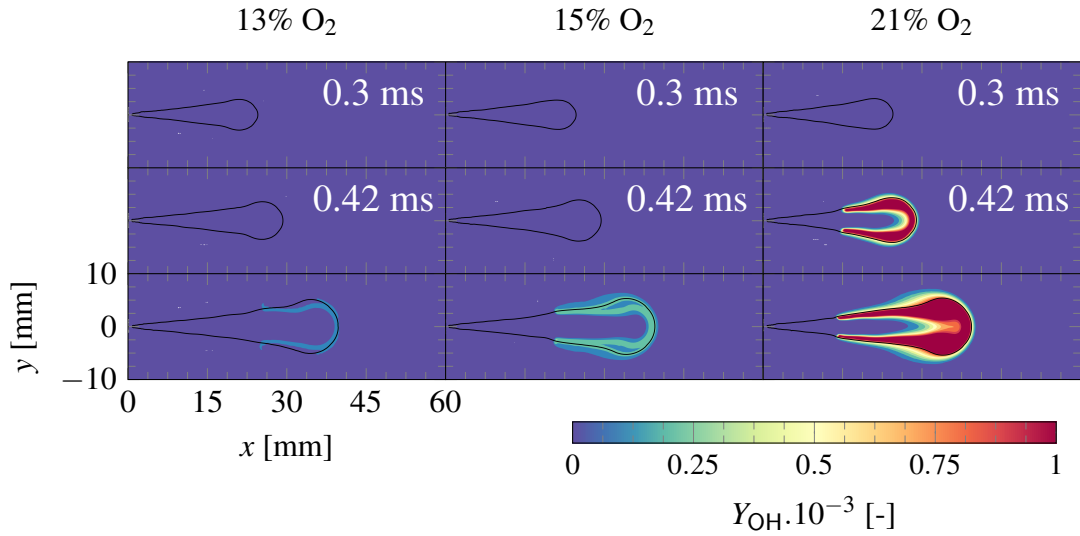 13% O₂ 15% O₂ 21% O₂
0.3 ms 0.3 ms 0.3 ms
0.42 ms 0.42 ms 0.42 ms
10
0
−10
y [mm]
0 15 30 45 60
x [mm]
0 0.25 0.5 0.75 1
Y_OH.10⁻³ [-]